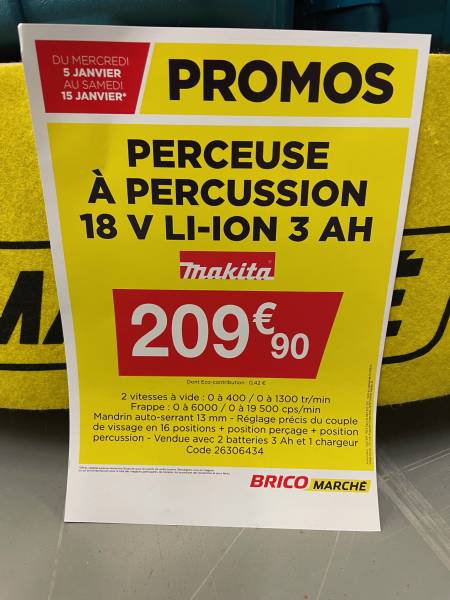 DU MERCREDI
5 JANVIER
AU SAMEDI
15 JANVIER*
PROMOS
PERCEUSE
À PERCUSSION
18 V LI-ION 3 AH
makita
209€90
Dont Eco-contribution : 0,42 €
2 vitesses à vide : 0 à 400 / 0 à 1300 tr/min
Frappe : 0 à 6000 / 0 à 19 500 cps/min
Mandrin auto-serrant 13 mm - Réglage précis du couple
de vissage en 16 positions + position perçage + position
percussion - Vendue avec 2 batteries 3 Ah et 1 chargeur
Code 26306434
BRICO MARCHÉ